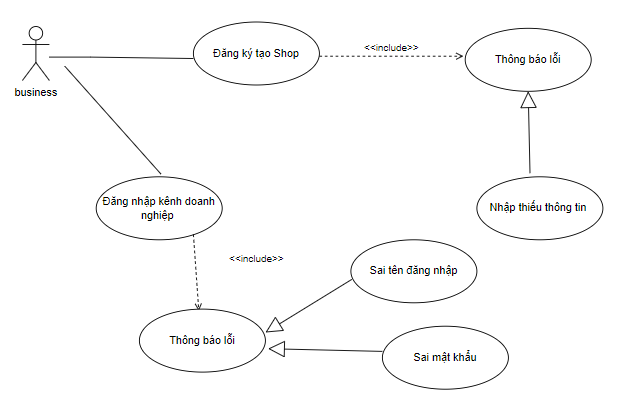 Đăng ký tạo Shop
<<include>>
Thông báo lỗi
business
Đăng nhập kênh doanh
nghiệp
Nhập thiếu thông tin
<<include>>
Sai tên đăng nhập
Thông báo lỗi
Sai mật khẩu